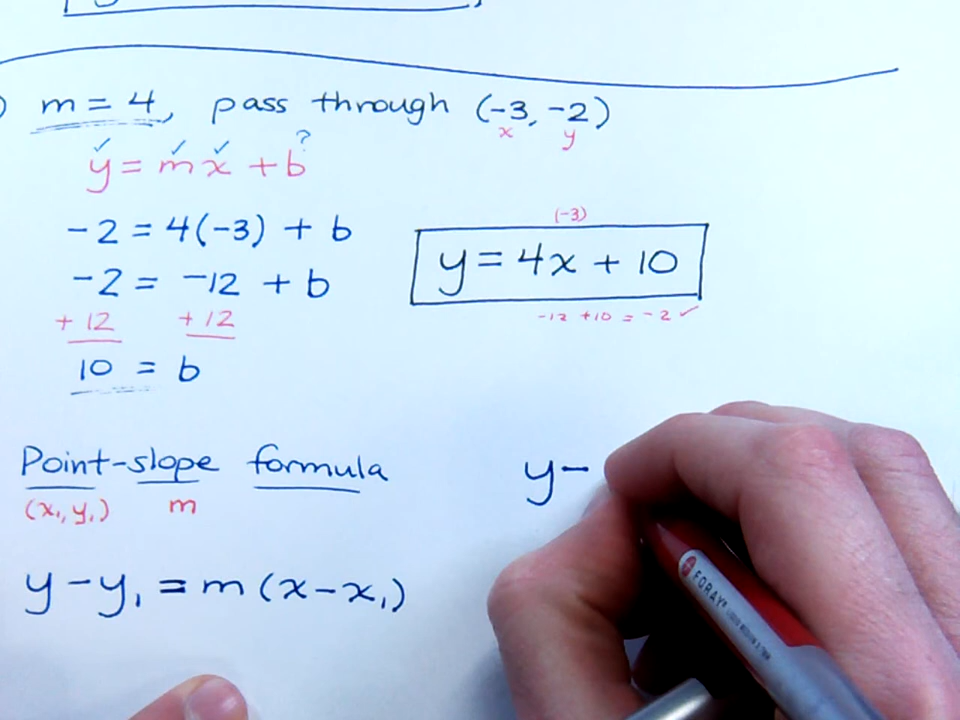 ) m = 4, pass through (-3, -2)
x y
✓ ✓ ✓ ?
y = mx + b
-2 = 4(-3) + b
-2 = -12 + b
+12 +12
10 = b
(-3)
y = 4x + 10
-12 +10 = -2 ✓
Point-slope formula
(x₁, y₁) m
y - y₁ = m(x - x₁)
y -
FORAY